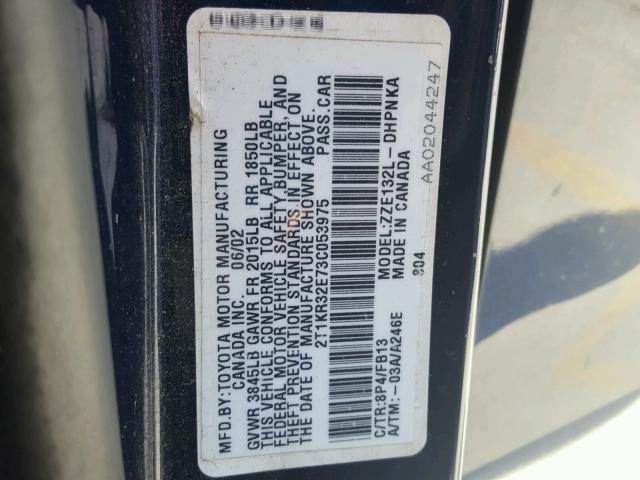 MFD.BY:TOYOTA MOTOR MANUFACTURING
CANADA INC. 06/02
GVWR 3845LB GAWR FR 2015LB RR 1850LB
THIS VEHICLE CONFORMS TO ALL APPLICABLE
FEDERAL MOTOR VEHICLE SAFETY BUMPER, AND
THEFT PREVENTION STANDARDS IN EFFECT ON
THE DATE OF MANUFACTURE SHOWN ABOVE.
2T1KR32E73C053975 PASS.CAR
C/TR:8P4/FB13 MODEL:ZZE132L-DHPNKA
A/TM:-03A/A246E MADE IN CANADA
804
AA02044247